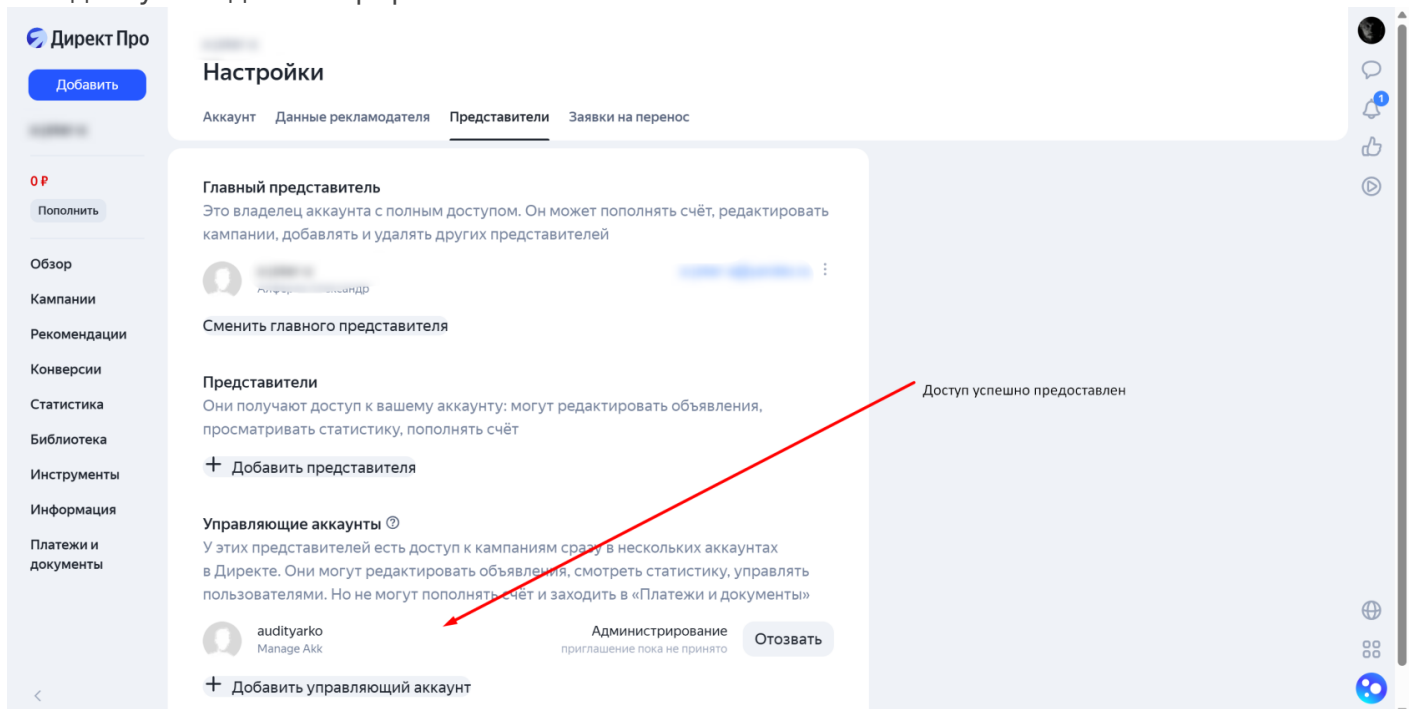 Директ Про
Добавить
0 ₽
Пополнить
Обзор
Кампании
Рекомендации
Конверсии
Статистика
Библиотека
Инструменты
Информация
Платежи и
документы
Настройки
Аккаунт Данные рекламодателя Представители Заявки на перенос
Главный представитель
Это владелец аккаунта с полным доступом. Он может пополнять счёт, редактировать
кампании, добавлять и удалять других представителей
Сменить главного представителя
Представители
Они получают доступ к вашему аккаунту: могут редактировать объявления,
просматривать статистику, пополнять счёт
+ Добавить представителя
Управляющие аккаунты ?
У этих представителей есть доступ к кампаниям сразу в нескольких аккаунтах
в Директе. Они могут редактировать объявления, смотреть статистику, управлять
пользователями. Но не могут пополнять счёт и заходить в «Платежи и документы»
audityarko
Manage Akk
Администрирование
приглашение пока не принято
Отозвать
+ Добавить управляющий аккаунт
Доступ успешно предоставлен
1